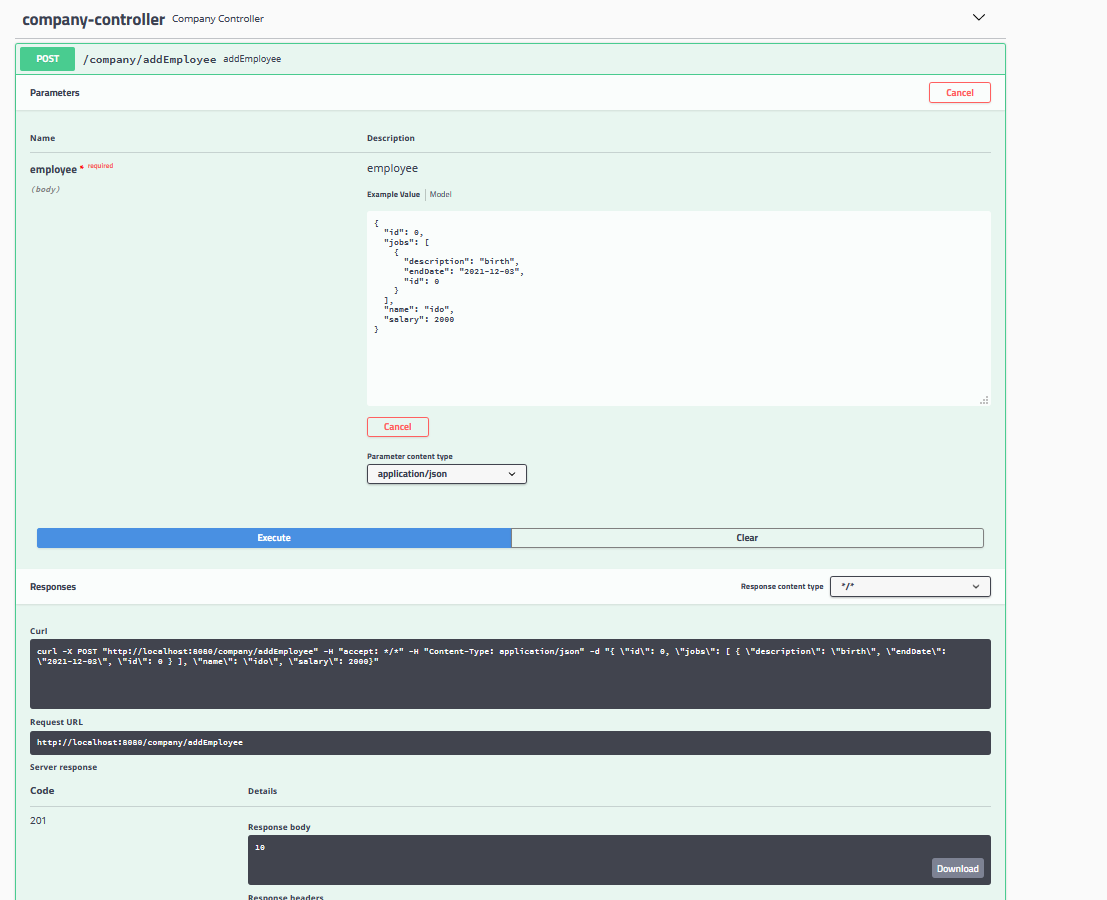 company-controller Company Controller
POST /company/addEmployee addEmployee
Parameters Cancel
Name Description
employee * required employee
(body)
Example Value Model
{
  "id": 0,
  "jobs": [
    {
      "description": "birth",
      "endDate": "2021-12-03",
      "id": 0
    }
  ],
  "name": "ido",
  "salary": 2000
}
Cancel
Parameter content type
application/json
Execute Clear
Responses Response content type */*
Curl
curl -X POST "http://localhost:8080/company/addEmployee" -H "accept: */*" -H "Content-Type: application/json" -d "{ \"id\": 0, \"jobs\": [ { \"description\": \"birth\", \"endDate\":
\"2021-12-03\", \"id\": 0 } ], \"name\": \"ido\", \"salary\": 2000}"
Request URL
http://localhost:8080/company/addEmployee
Server response
Code Details
201
Response body
10
Download
Response headers